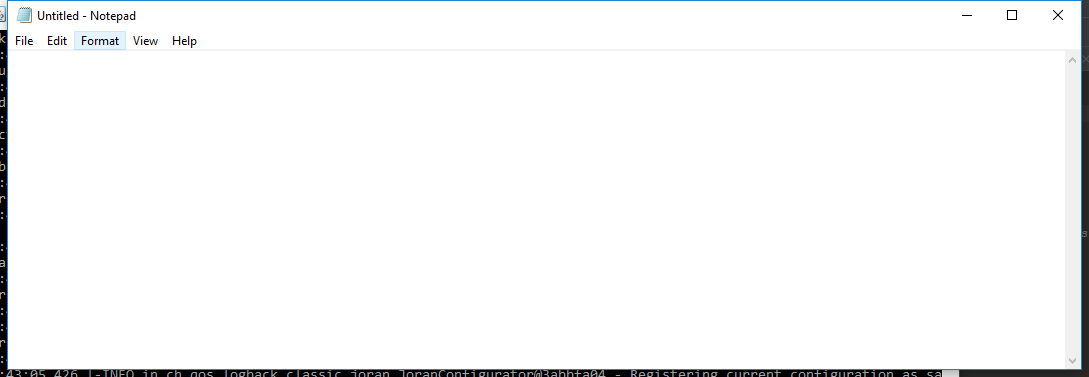 Untitled - Notepad
File Edit Format View Help
:43:05,426 |-INFO in ch.qos.logback.classic.joran.JoranConfigurator@3abbfa04 - Registering current configuration as sa